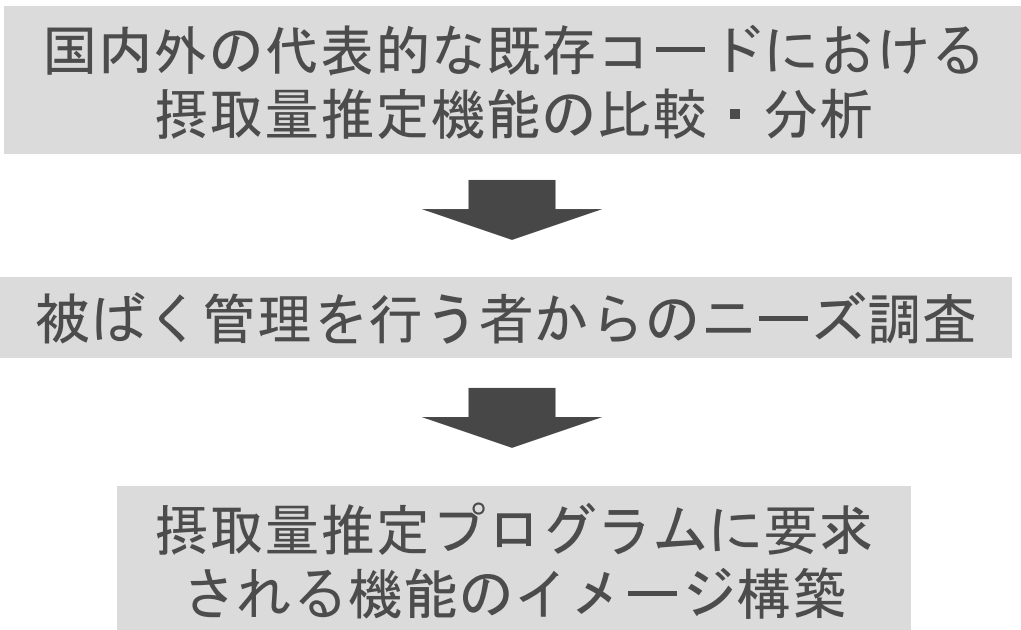 国内外の代表的な既存コードにおける
摂取量推定機能の比較・分析
被ばく管理を行う者からのニーズ調査
摂取量推定プログラムに要求
される機能のイメージ構築